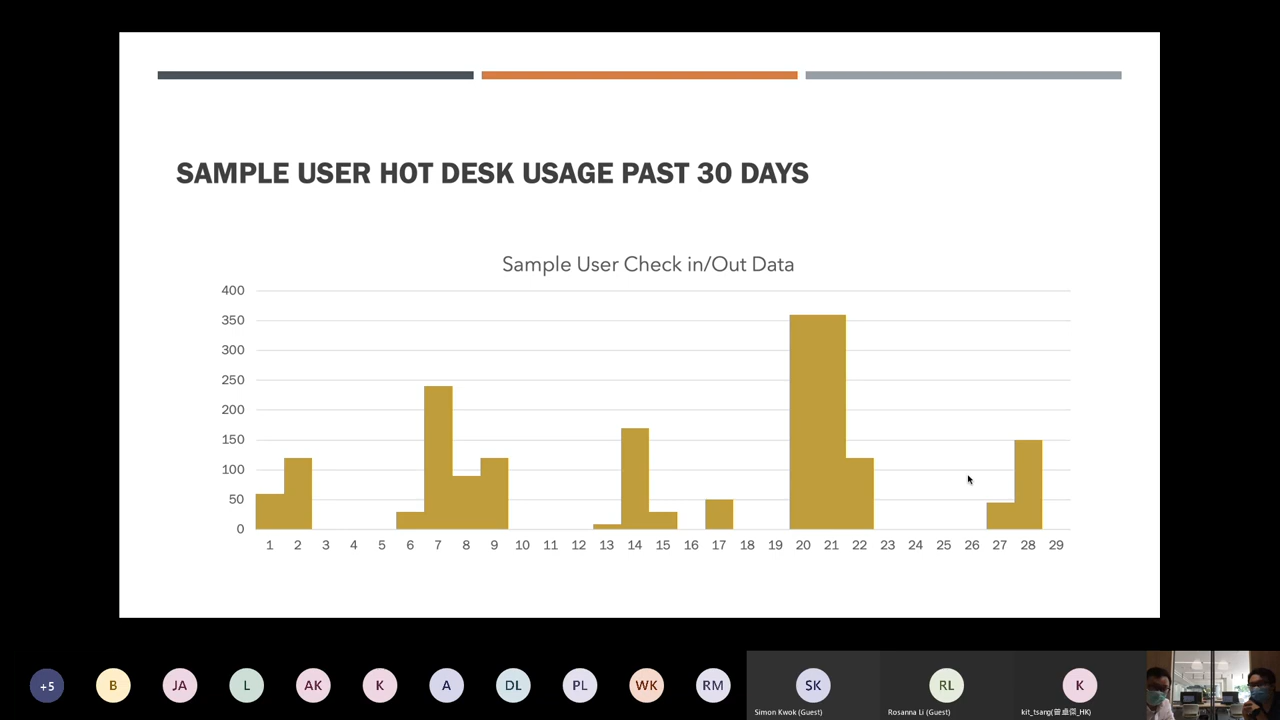 SAMPLE USER HOT DESK USAGE PAST 30 DAYS
Sample User Check in/Out Data
400
350
300
250
200
150
100
50
0
1 2 3 4 5 6 7 8 9 10 11 12 13 14 15 16 17 18 19 20 21 22 23 24 25 26 27 28 29
+5 B JA L AK K A DL PL WK RM SK RL K
Simon Kwok (Guest) Rosanna Li (Guest) kit_tsang(曾卓傑_HK)